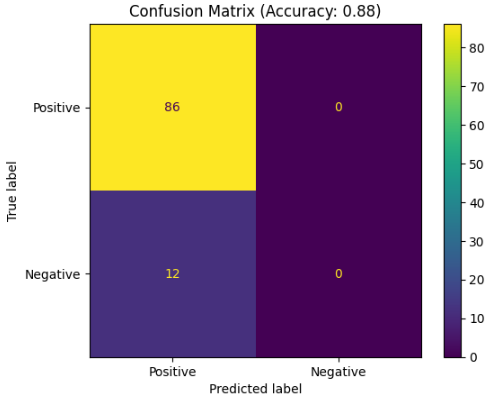 Confusion Matrix (Accuracy: 0.88)
True label
Positive
Negative
86
0
12
0
Positive
Negative
Predicted label
80
70
60
50
40
30
20
10
0